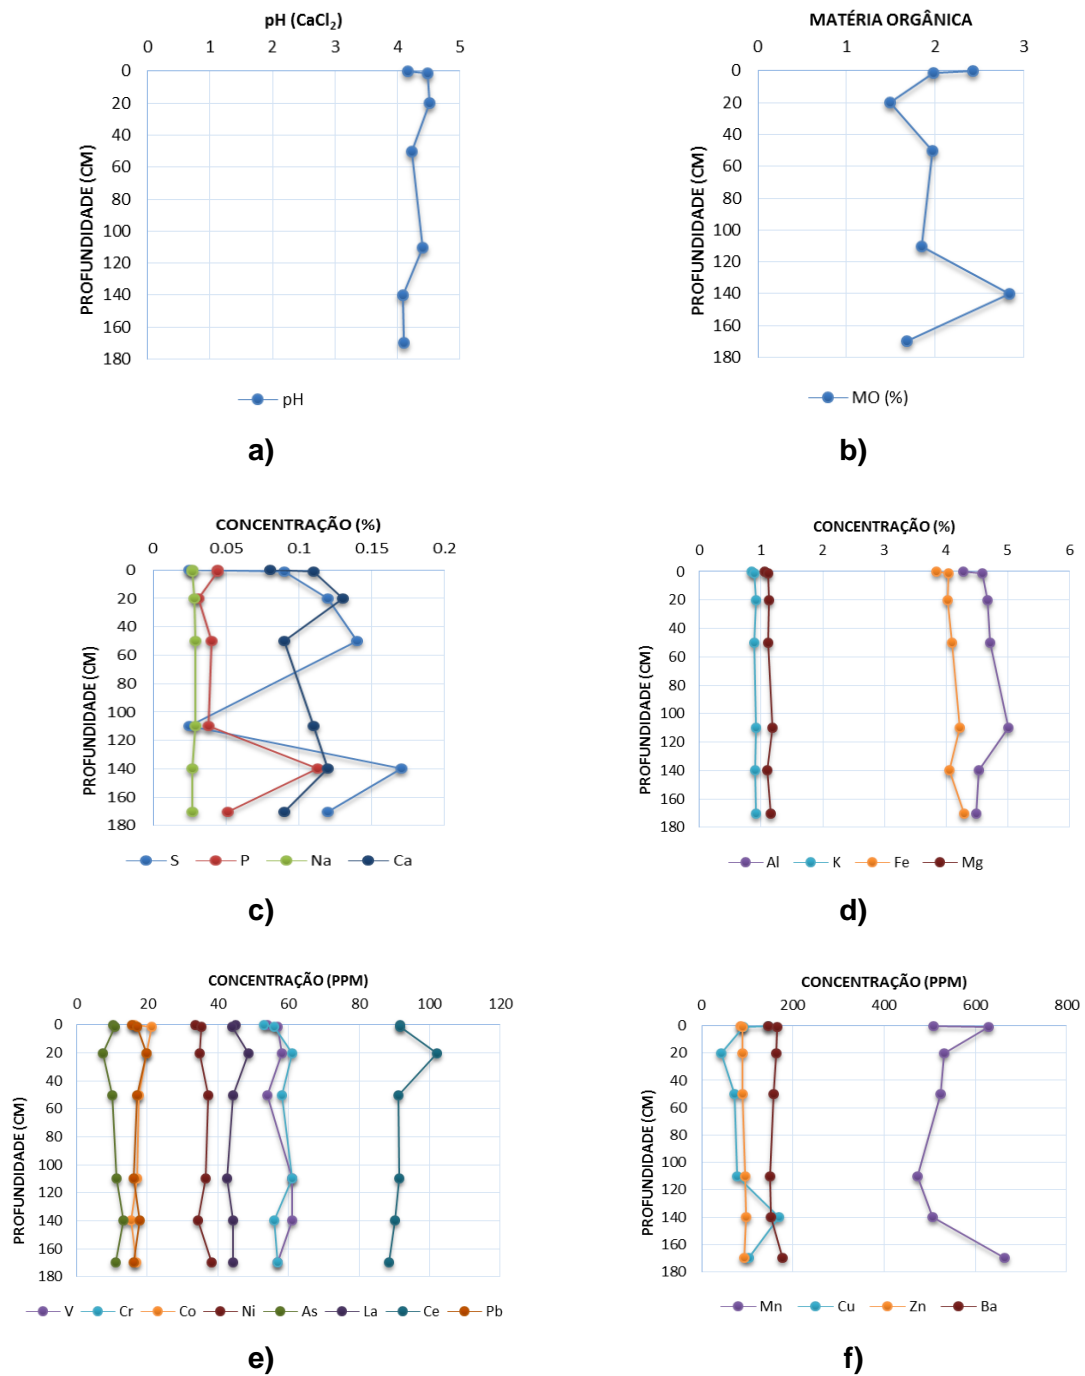 pH (CaCl₂)
0 1 2 3 4 5
0
20
40
60
80
100
120
140
160
180
PROFUNDIDADE (CM)
pH
a)
MATÉRIA ORGÂNICA
0 1 2 3
0
20
40
60
80
100
120
140
160
180
PROFUNDIDADE (CM)
MO (%)
b)
CONCENTRAÇÃO (%)
0 0.05 0.1 0.15 0.2
0
20
40
60
80
100
120
140
160
180
PROFUNDIDADE (CM)
S P Na Ca
c)
CONCENTRAÇÃO (%)
0 1 2 3 4 5 6
0
20
40
60
80
100
120
140
160
180
PROFUNDIDADE (CM)
Al K Fe Mg
d)
CONCENTRAÇÃO (PPM)
0 20 40 60 80 100 120
0
20
40
60
80
100
120
140
160
180
PROFUNDIDADE (CM)
V Cr Co Ni As La Ce Pb
e)
CONCENTRAÇÃO (PPM)
0 200 400 600 800
0
20
40
60
80
100
120
140
160
180
PROFUNDIDADE (CM)
Mn Cu Zn Ba
f)